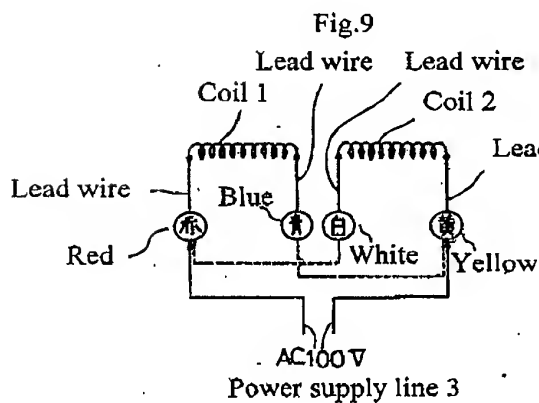 Fig.9
Lead wire Lead wire
Coil 1 Coil 2
Lead
Lead wire
Blue
赤 青 白 黄
Red White Yellow
AC100V
Power supply line 3